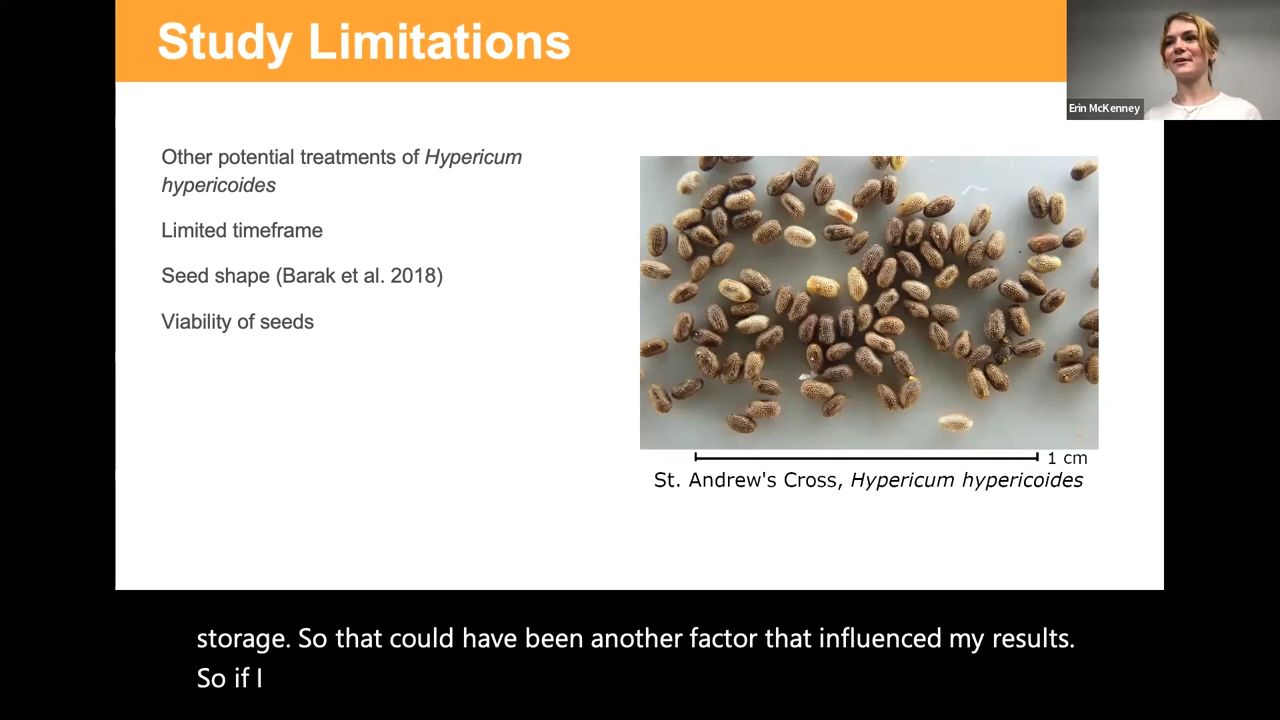 Study Limitations
Erin McKenney
Other potential treatments of Hypericum
hypericoides
Limited timeframe
Seed shape (Barak et al. 2018)
Viability of seeds
1 cm
St. Andrew's Cross, Hypericum hypericoides
storage. So that could have been another factor that influenced my results.
So if I